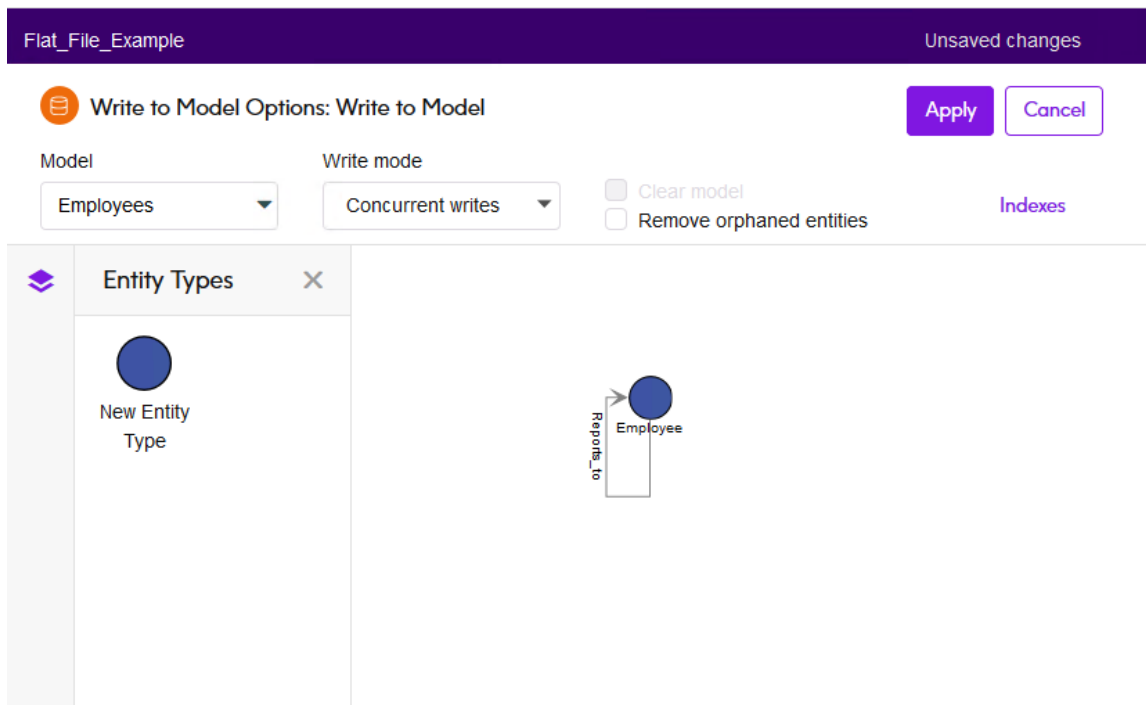 Flat_File_Example
Unsaved changes
Write to Model Options: Write to Model
Apply
Cancel
Model
Write mode
Employees
Concurrent writes
Clear model
Remove orphaned entities
Indexes
Entity Types
New Entity
Type
Employee
Reports_to